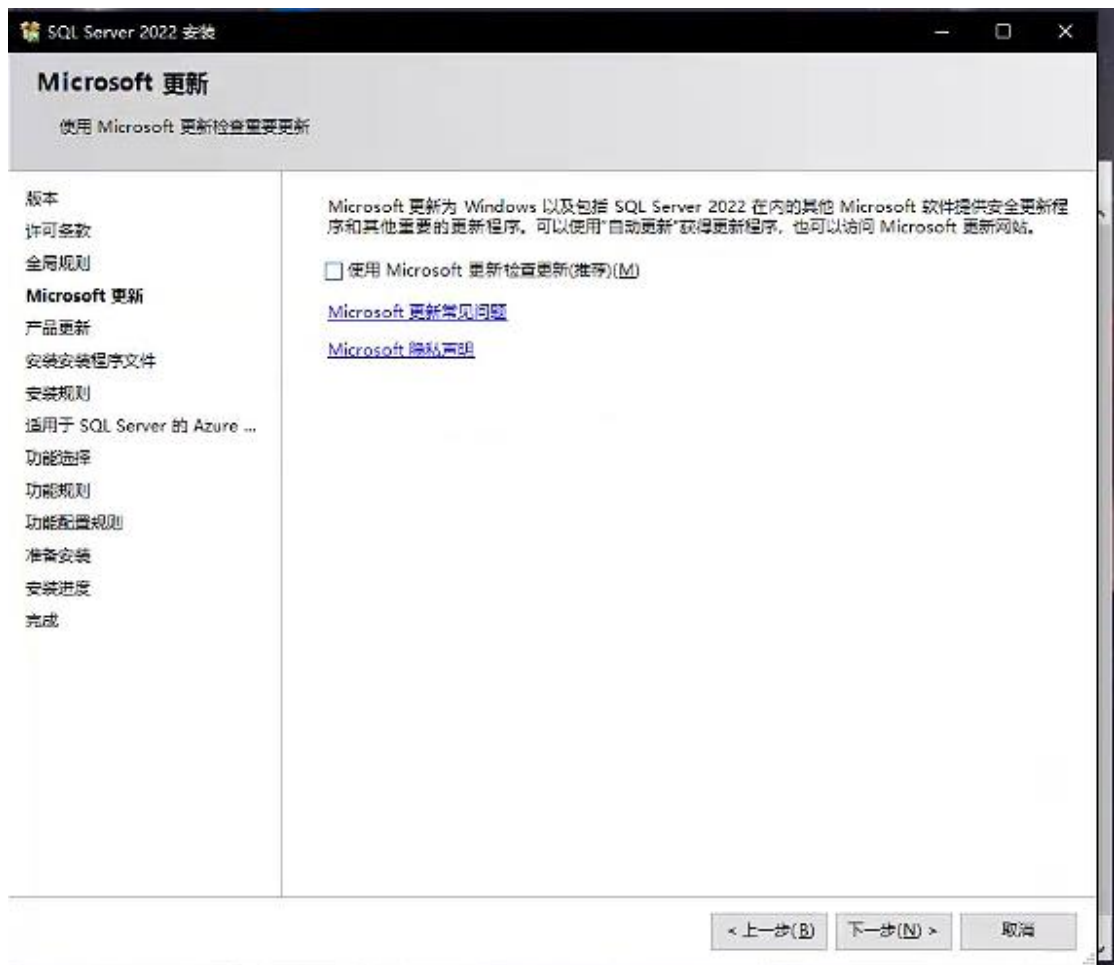 SQL Server 2022 安装
Microsoft 更新
使用 Microsoft 更新检查重要更新
版本
许可条款
全局规则
Microsoft 更新
产品更新
安装安装程序文件
安装规则
适用于 SQL Server 的 Azure ...
功能选择
功能规则
功能配置规则
准备安装
安装进度
完成
Microsoft 更新为 Windows 以及包括 SQL Server 2022 在内的其他 Microsoft 软件提供安全更新程
序和其他重要的更新程序。可以使用"自动更新"获得更新程序，也可以访问 Microsoft 更新网站。
使用 Microsoft 更新检查更新(推荐)(M)
Microsoft 更新常见问题
Microsoft 隐私声明
< 上一步(B)
下一步(N) >
取消